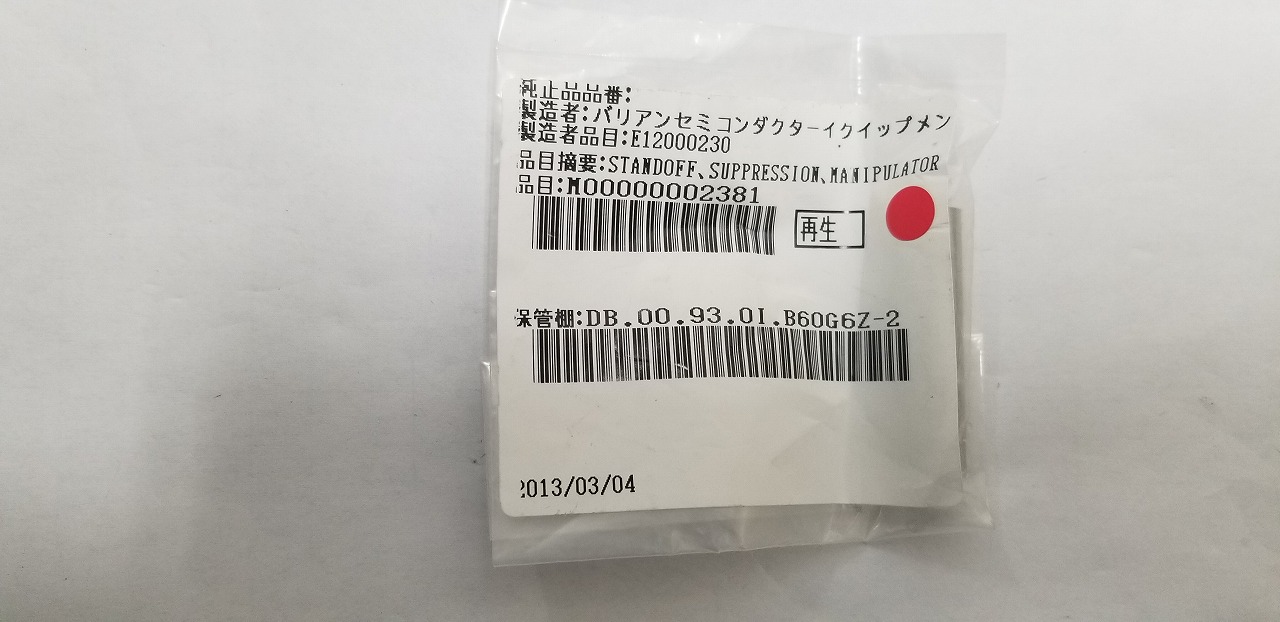 純正品品番:
製造者:バリアンセミコンダクターイクイップメン
製造者品目:E12000230
品目摘要:STANDOFF、SUPPRESSION、MANIPULATOR
品目:M00000002381
再生
保管棚:DB.00.93.01.B60G6Z-2
2013/03/04